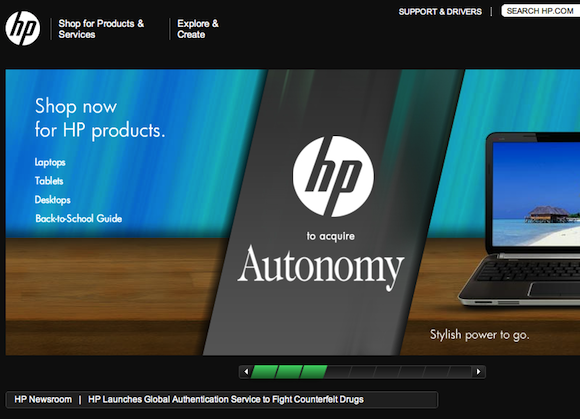 hp
Shop for Products &
Services
Explore &
Create
SUPPORT & DRIVERS | SEARCH HP.COM
Shop now
for HP products.
Laptops
Tablets
Desktops
Back-to-School Guide
hp
to acquire
Autonomy
Stylish power to go.
HP Newsroom | HP Launches Global Authentication Service to Fight Counterfeit Drugs